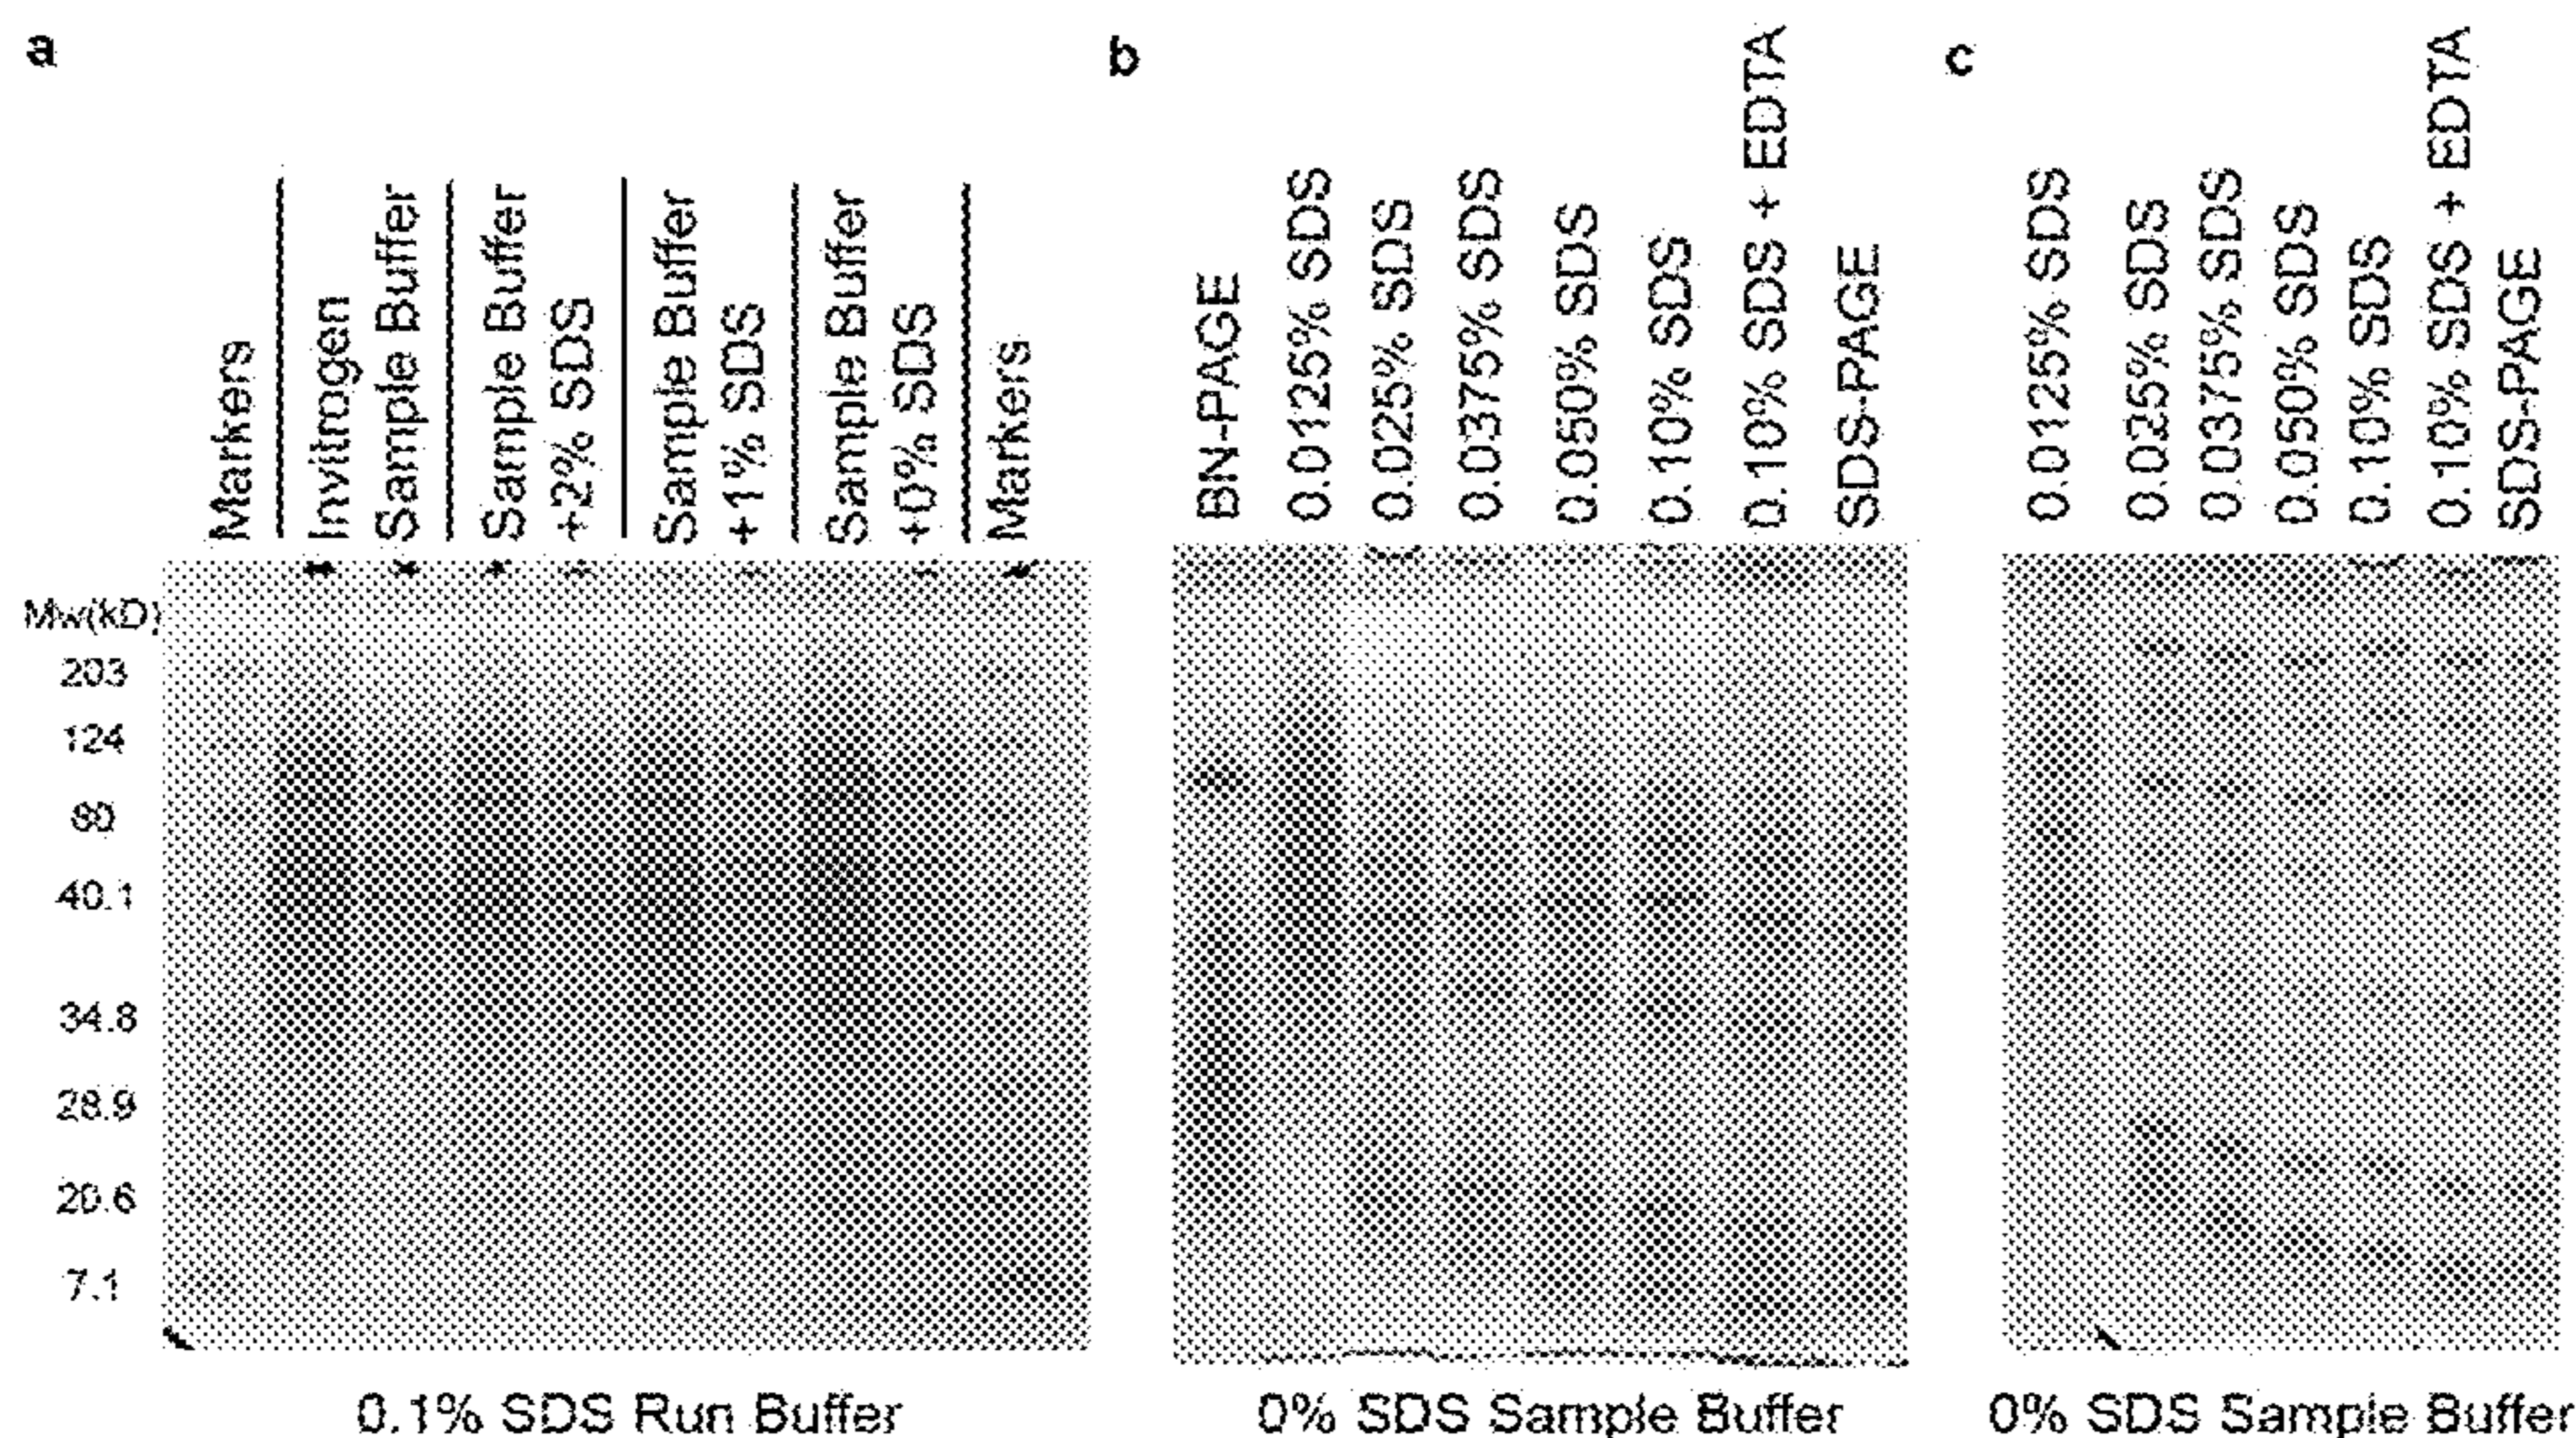 a
Markers
Invitrogen
Sample Buffer
Sample Buffer
+2% SDS
Sample Buffer
+1% SDS
Sample Buffer
+0% SDS
Markers
Mw(kD)
203
124
80
40.1
34.8
28.9
20.6
7.1
0.1% SDS Run Buffer
b
BN-PAGE
0.0125% SDS
0.025% SDS
0.0375% SDS
0.050% SDS
0.10% SDS
0.10% SDS + EDTA
SDS-PAGE
0% SDS Sample Buffer
c
0.0125% SDS
0.025% SDS
0.0375% SDS
0.050% SDS
0.10% SDS
0.10% SDS + EDTA
SDS-PAGE
0% SDS Sample Buffer